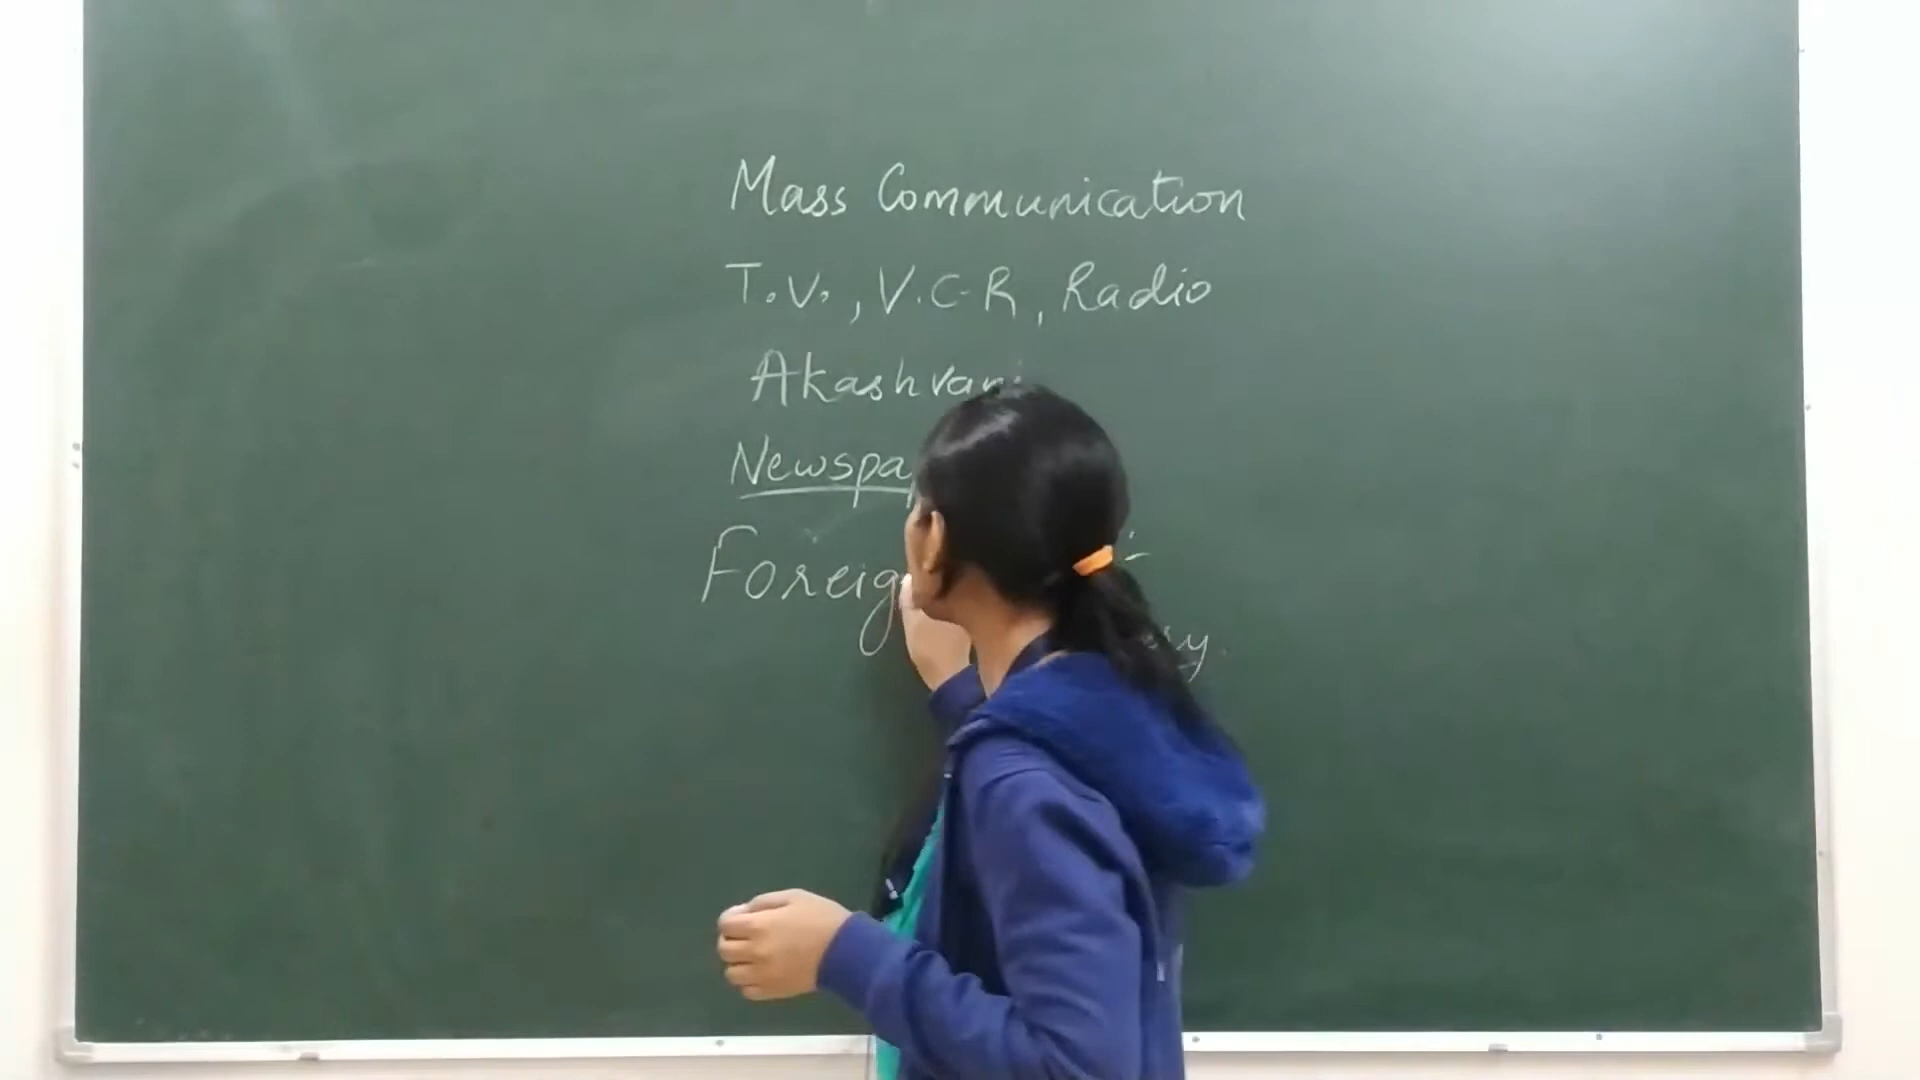 Mass Communication
T.V., V.C.R, Radio
Akashvani
Newspa
Foreig